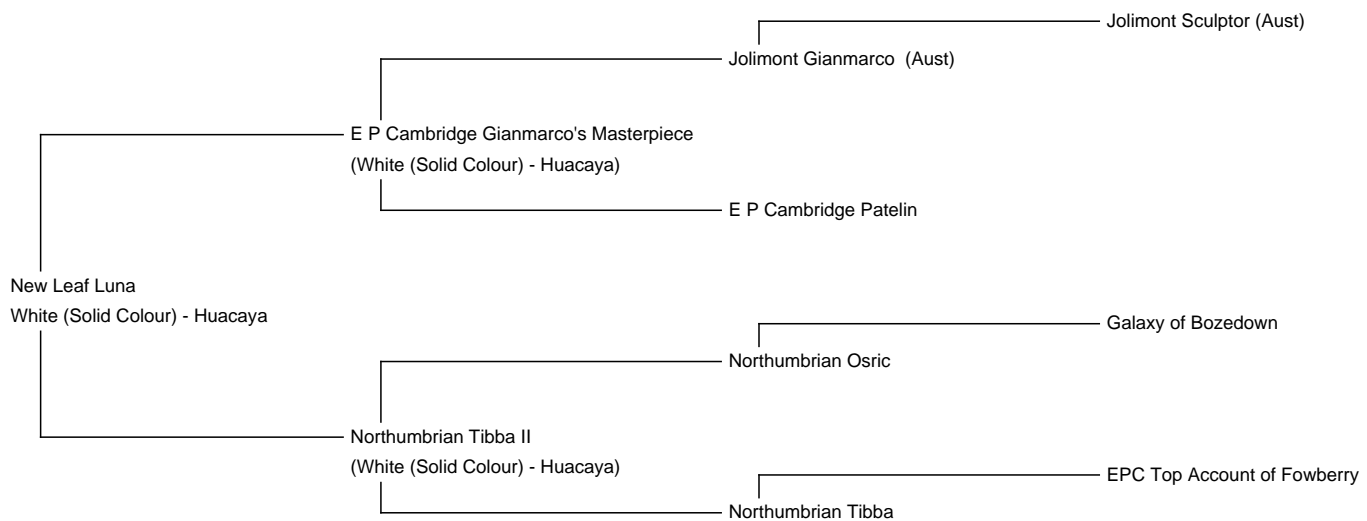 Jolimont Sculptor (Aust)
Jolimont Gianmarco  (Aust)
E P Cambridge Gianmarco's Masterpiece
(White (Solid Colour) - Huacaya)
E P Cambridge Patelin
New Leaf Luna
White (Solid Colour) - Huacaya
Galaxy of Bozedown
Northumbrian Osric
Northumbrian Tibba II
(White (Solid Colour) - Huacaya)
EPC Top Account of Fowberry
Northumbrian Tibba